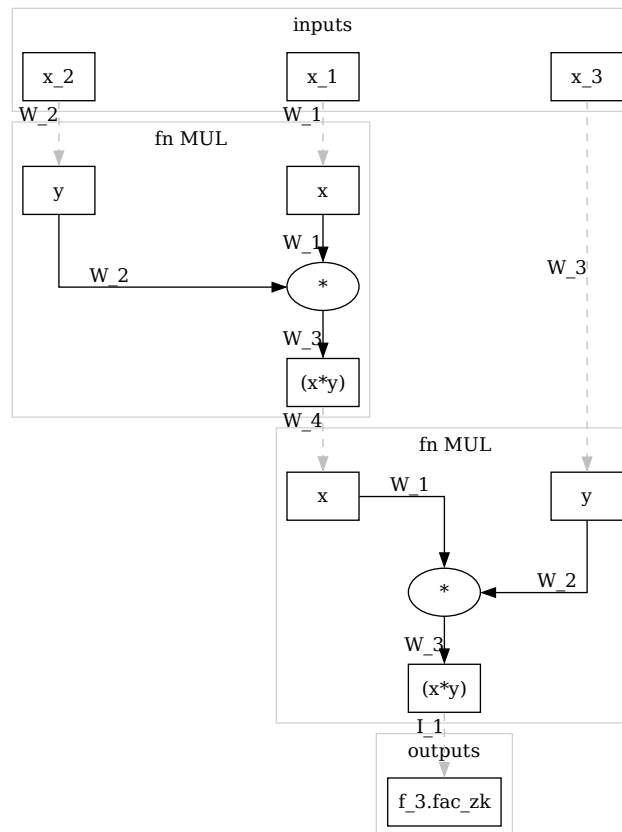 inputs
x_2
x_1
x_3
W_2
W_1
fn MUL
y
x
W_1
W_2
*
W_3
W_3
(x*y)
W_4
fn MUL
x
W_1
y
*
W_2
W_3
(x*y)
I_1
outputs
f_3.fac_zk